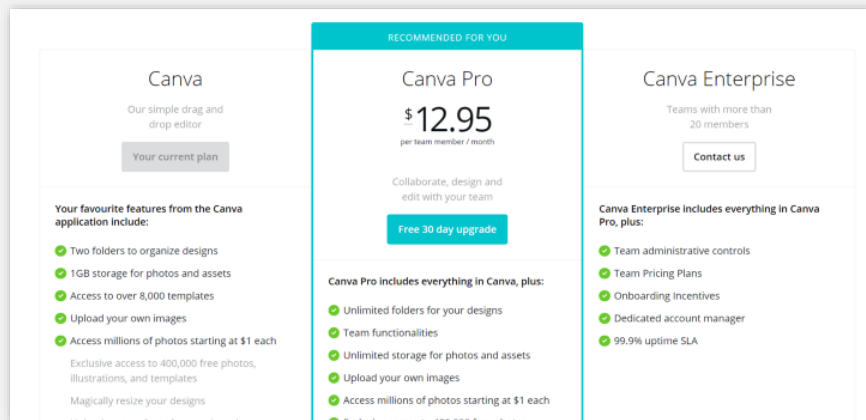 RECOMMENDED FOR YOU
Canva
Our simple drag and
drop editor
Your current plan
Your favourite features from the Canva
application include:
Two folders to organize designs
1GB storage for photos and assets
Access to over 8,000 templates
Upload your own images
Access millions of photos starting at $1 each
Exclusive access to 400,000 free photos,
illustrations, and templates
Magically resize your designs
Canva Pro
$12.95
per team member / month
Collaborate, design and
edit with your team
Free 30 day upgrade
Canva Pro includes everything in Canva, plus:
Unlimited folders for your designs
Team functionalities
Unlimited storage for photos and assets
Upload your own images
Access millions of photos starting at $1 each
Canva Enterprise
Teams with more than
20 members
Contact us
Canva Enterprise includes everything in Canva
Pro, plus:
Team administrative controls
Team Pricing Plans
Onboarding Incentives
Dedicated account manager
99.9% uptime SLA